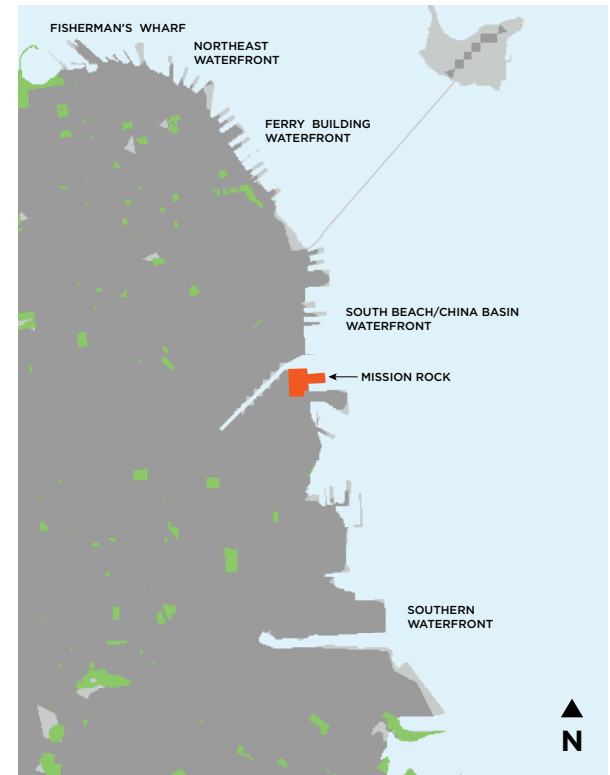 FISHERMAN'S WHARF
NORTHEAST
WATERFRONT
FERRY BUILDING
WATERFRONT
SOUTH BEACH/CHINA BASIN
WATERFRONT
MISSION ROCK
SOUTHERN
WATERFRONT
N